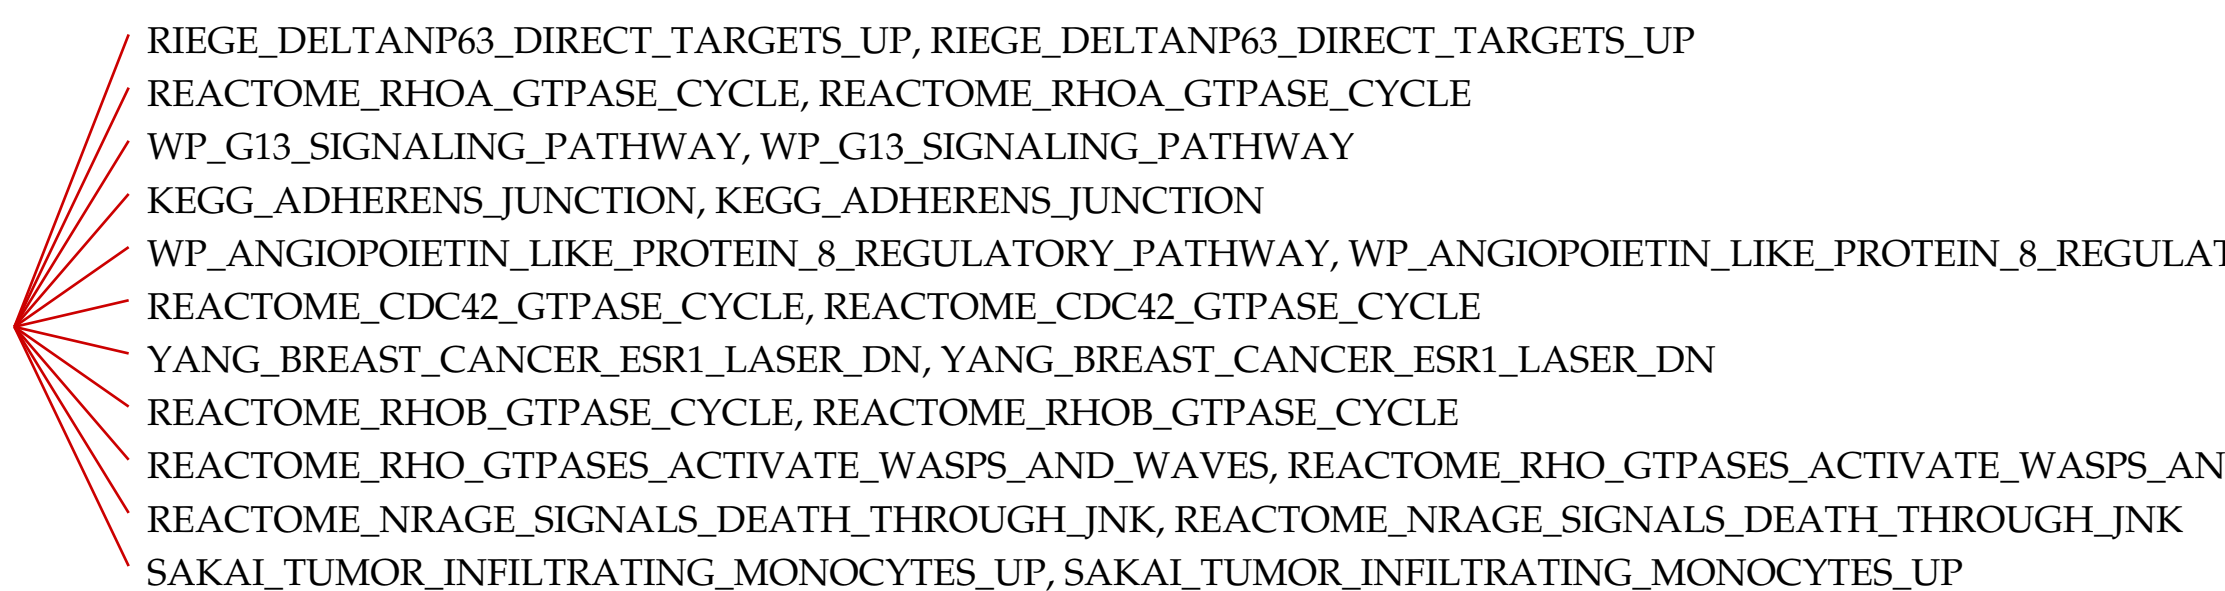 RIEGE_DELTANP63_DIRECT_TARGETS_UP, RIEGE_DELTANP63_DIRECT_TARGETS_UP
REACTOME_RHOA_GTPASE_CYCLE, REACTOME_RHOA_GTPASE_CYCLE
WP_G13_SIGNALING_PATHWAY, WP_G13_SIGNALING_PATHWAY
KEGG_ADHERENS_JUNCTION, KEGG_ADHERENS_JUNCTION
WP_ANGIOPOIETIN_LIKE_PROTEIN_8_REGULATORY_PATHWAY, WP_ANGIOPOIETIN_LIKE_PROTEIN_8_REGULAT
REACTOME_CDC42_GTPASE_CYCLE, REACTOME_CDC42_GTPASE_CYCLE
YANG_BREAST_CANCER_ESR1_LASER_DN, YANG_BREAST_CANCER_ESR1_LASER_DN
REACTOME_RHOB_GTPASE_CYCLE, REACTOME_RHOB_GTPASE_CYCLE
REACTOME_RHO_GTPASES_ACTIVATE_WASPS_AND_WAVES, REACTOME_RHO_GTPASES_ACTIVATE_WASPS_AN
REACTOME_NRAGE_SIGNALS_DEATH_THROUGH_JNK, REACTOME_NRAGE_SIGNALS_DEATH_THROUGH_JNK
SAKAI_TUMOR_INFILTRATING_MONOCYTES_UP, SAKAI_TUMOR_INFILTRATING_MONOCYTES_UP